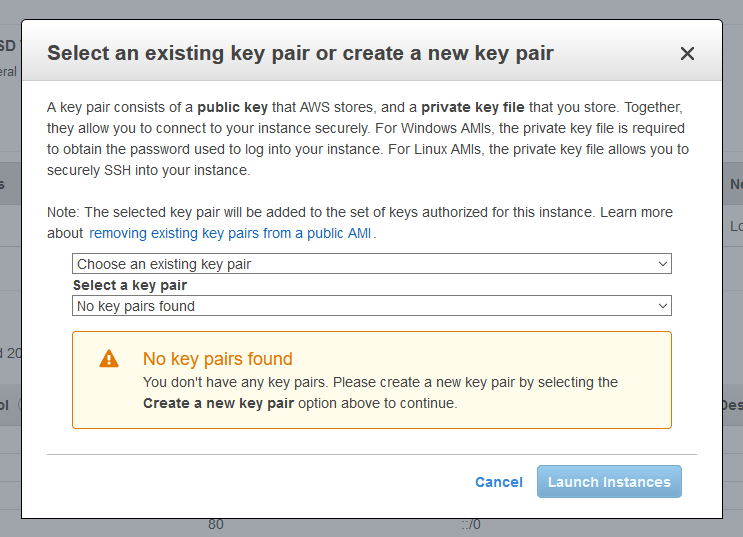 SD
eral
Select an existing key pair or create a new key pair
A key pair consists of a public key that AWS stores, and a private key file that you store. Together,
they allow you to connect to your instance securely. For Windows AMIs, the private key file is required
to obtain the password used to log into your instance. For Linux AMIs, the private key file allows you to
securely SSH into your instance.
s
Ne
Note: The selected key pair will be added to the set of keys authorized for this instance. Learn more
about removing existing key pairs from a public AMI.
Lo
Choose an existing key pair
Select a key pair
No key pairs found
No key pairs found
d 20
You don't have any key pairs. Please create a new key pair by selecting the
Create a new key pair option above to continue.
ol
Des
Cancel Launch Instances
80 ::/0